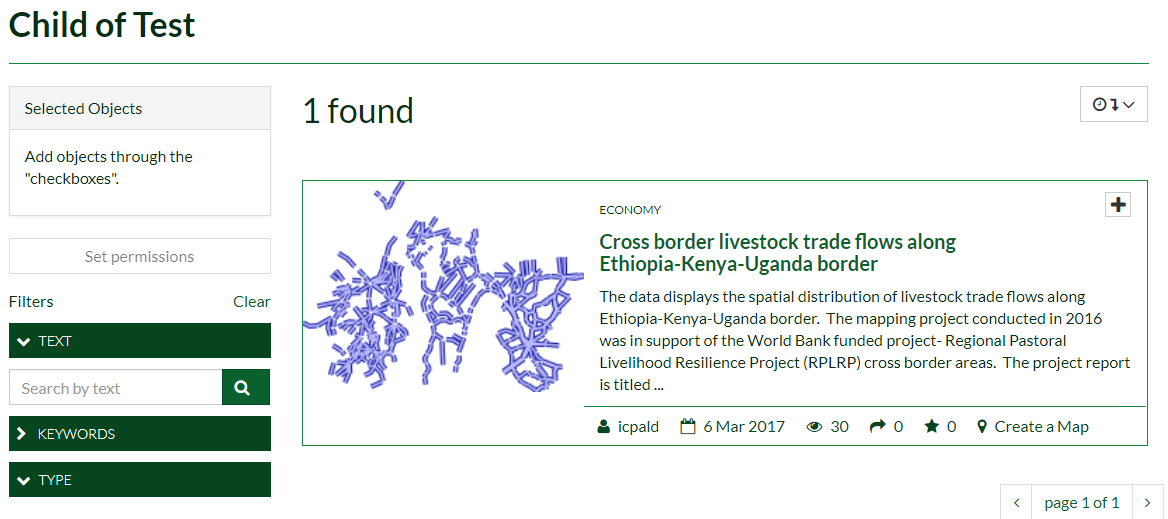 Child of Test
Selected Objects
Add objects through the
"checkboxes".
Set permissions
Filters
Clear
TEXT
Search by text
KEYWORDS
TYPE
1 found
ECONOMY
Cross border livestock trade flows along
Ethiopia-Kenya-Uganda border
The data displays the spatial distribution of livestock trade flows along
Ethiopia-Kenya-Uganda border.  The mapping project conducted in 2016
was in support of the World Bank funded project- Regional Pastoral
Livelihood Resilience Project (RPLRP) cross border areas.  The project report
is titled ...
icpald 6 Mar 2017 30 0 0 Create a Map
page 1 of 1